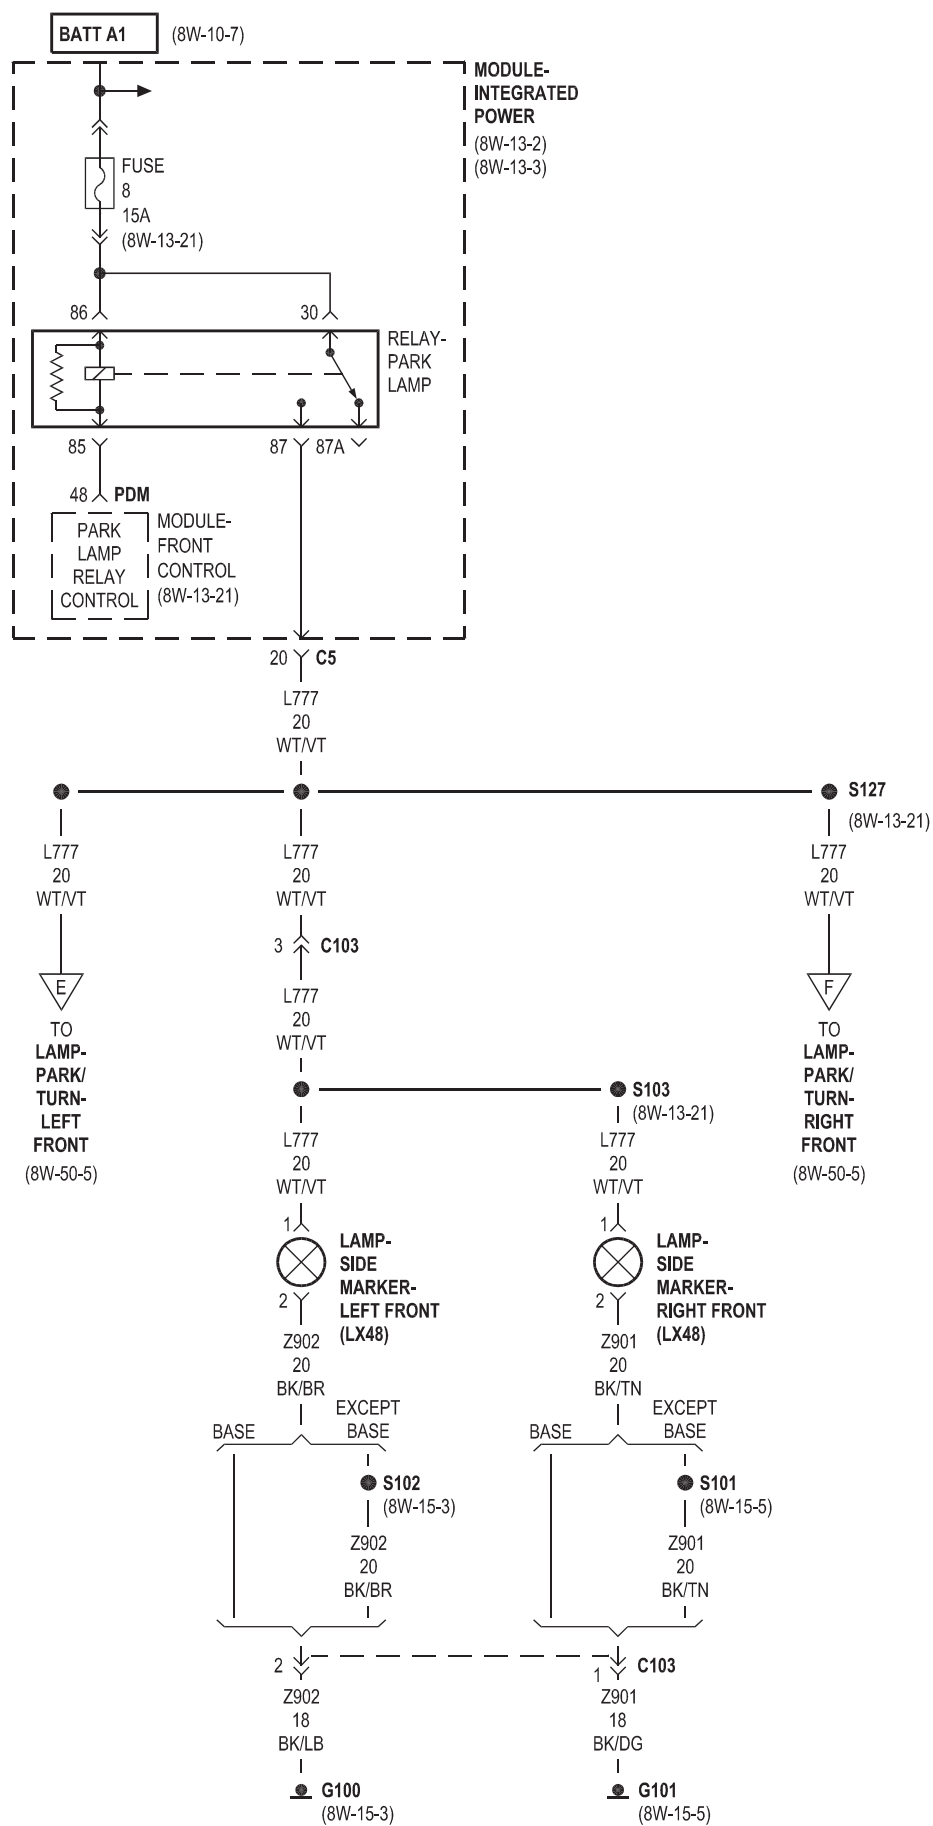 BATT A1
(8W-10-7)
MODULE-
INTEGRATED
POWER
(8W-13-2)
(8W-13-3)
FUSE
8
15A
(8W-13-21)
86
30
RELAY-
PARK
LAMP
85
87
87A
48
PDM
PARK
LAMP
RELAY
CONTROL
MODULE-
FRONT
CONTROL
(8W-13-21)
20
C5
L777
20
WT/VT
S127
(8W-13-21)
L777
20
WT/VT
L777
20
WT/VT
L777
20
WT/VT
3
C103
E
TO
LAMP-
PARK/
TURN-
LEFT
FRONT
(8W-50-5)
L777
20
WT/VT
F
TO
LAMP-
PARK/
TURN-
RIGHT
FRONT
(8W-50-5)
S103
(8W-13-21)
L777
20
WT/VT
L777
20
WT/VT
1
LAMP-
SIDE
MARKER-
LEFT FRONT
(LX48)
2
1
LAMP-
SIDE
MARKER-
RIGHT FRONT
(LX48)
2
Z902
20
BK/BR
Z901
20
BK/TN
BASE
EXCEPT
BASE
BASE
EXCEPT
BASE
S102
(8W-15-3)
S101
(8W-15-5)
Z902
20
BK/BR
Z901
20
BK/TN
2
1
C103
Z902
18
BK/LB
Z901
18
BK/DG
G100
(8W-15-3)
G101
(8W-15-5)